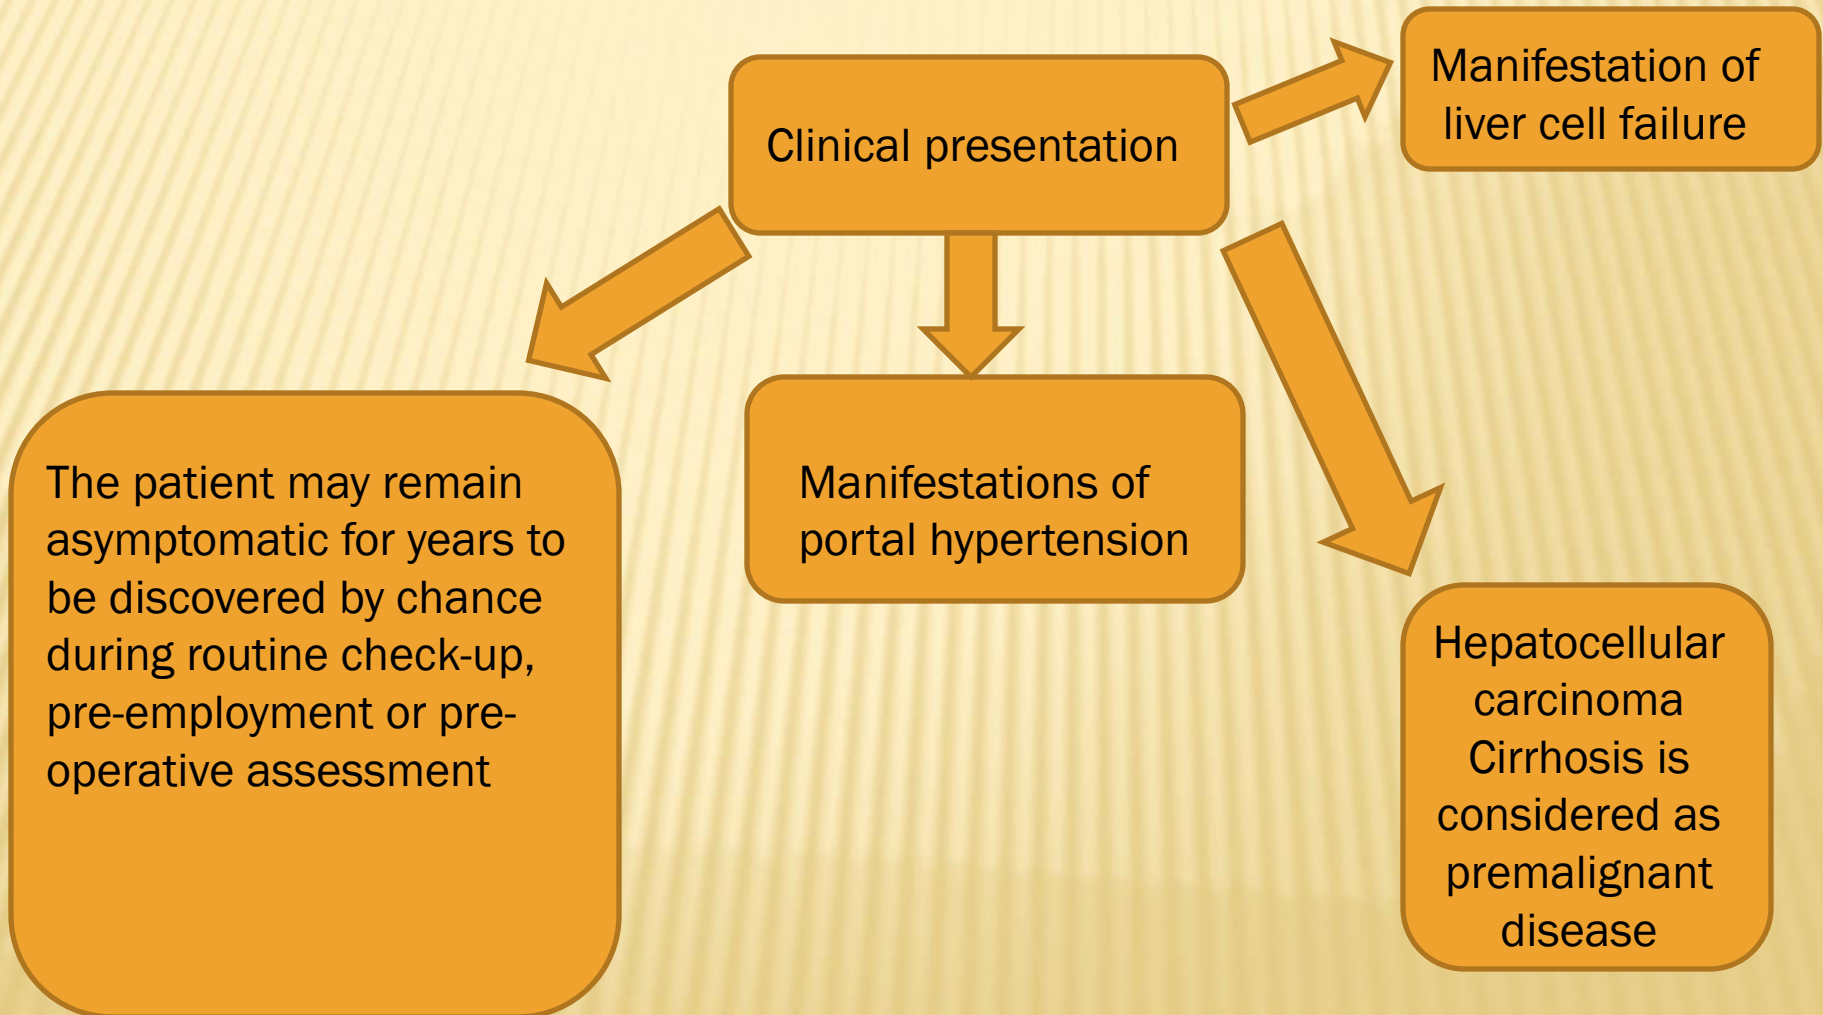 Clinical presentation
Manifestation of
liver cell failure
The patient may remain
asymptomatic for years to
be discovered by chance
during routine check-up,
pre-employment or pre-
operative assessment
Manifestations of
portal hypertension
Hepatocellular
carcinoma
Cirrhosis is
considered as
premalignant
disease